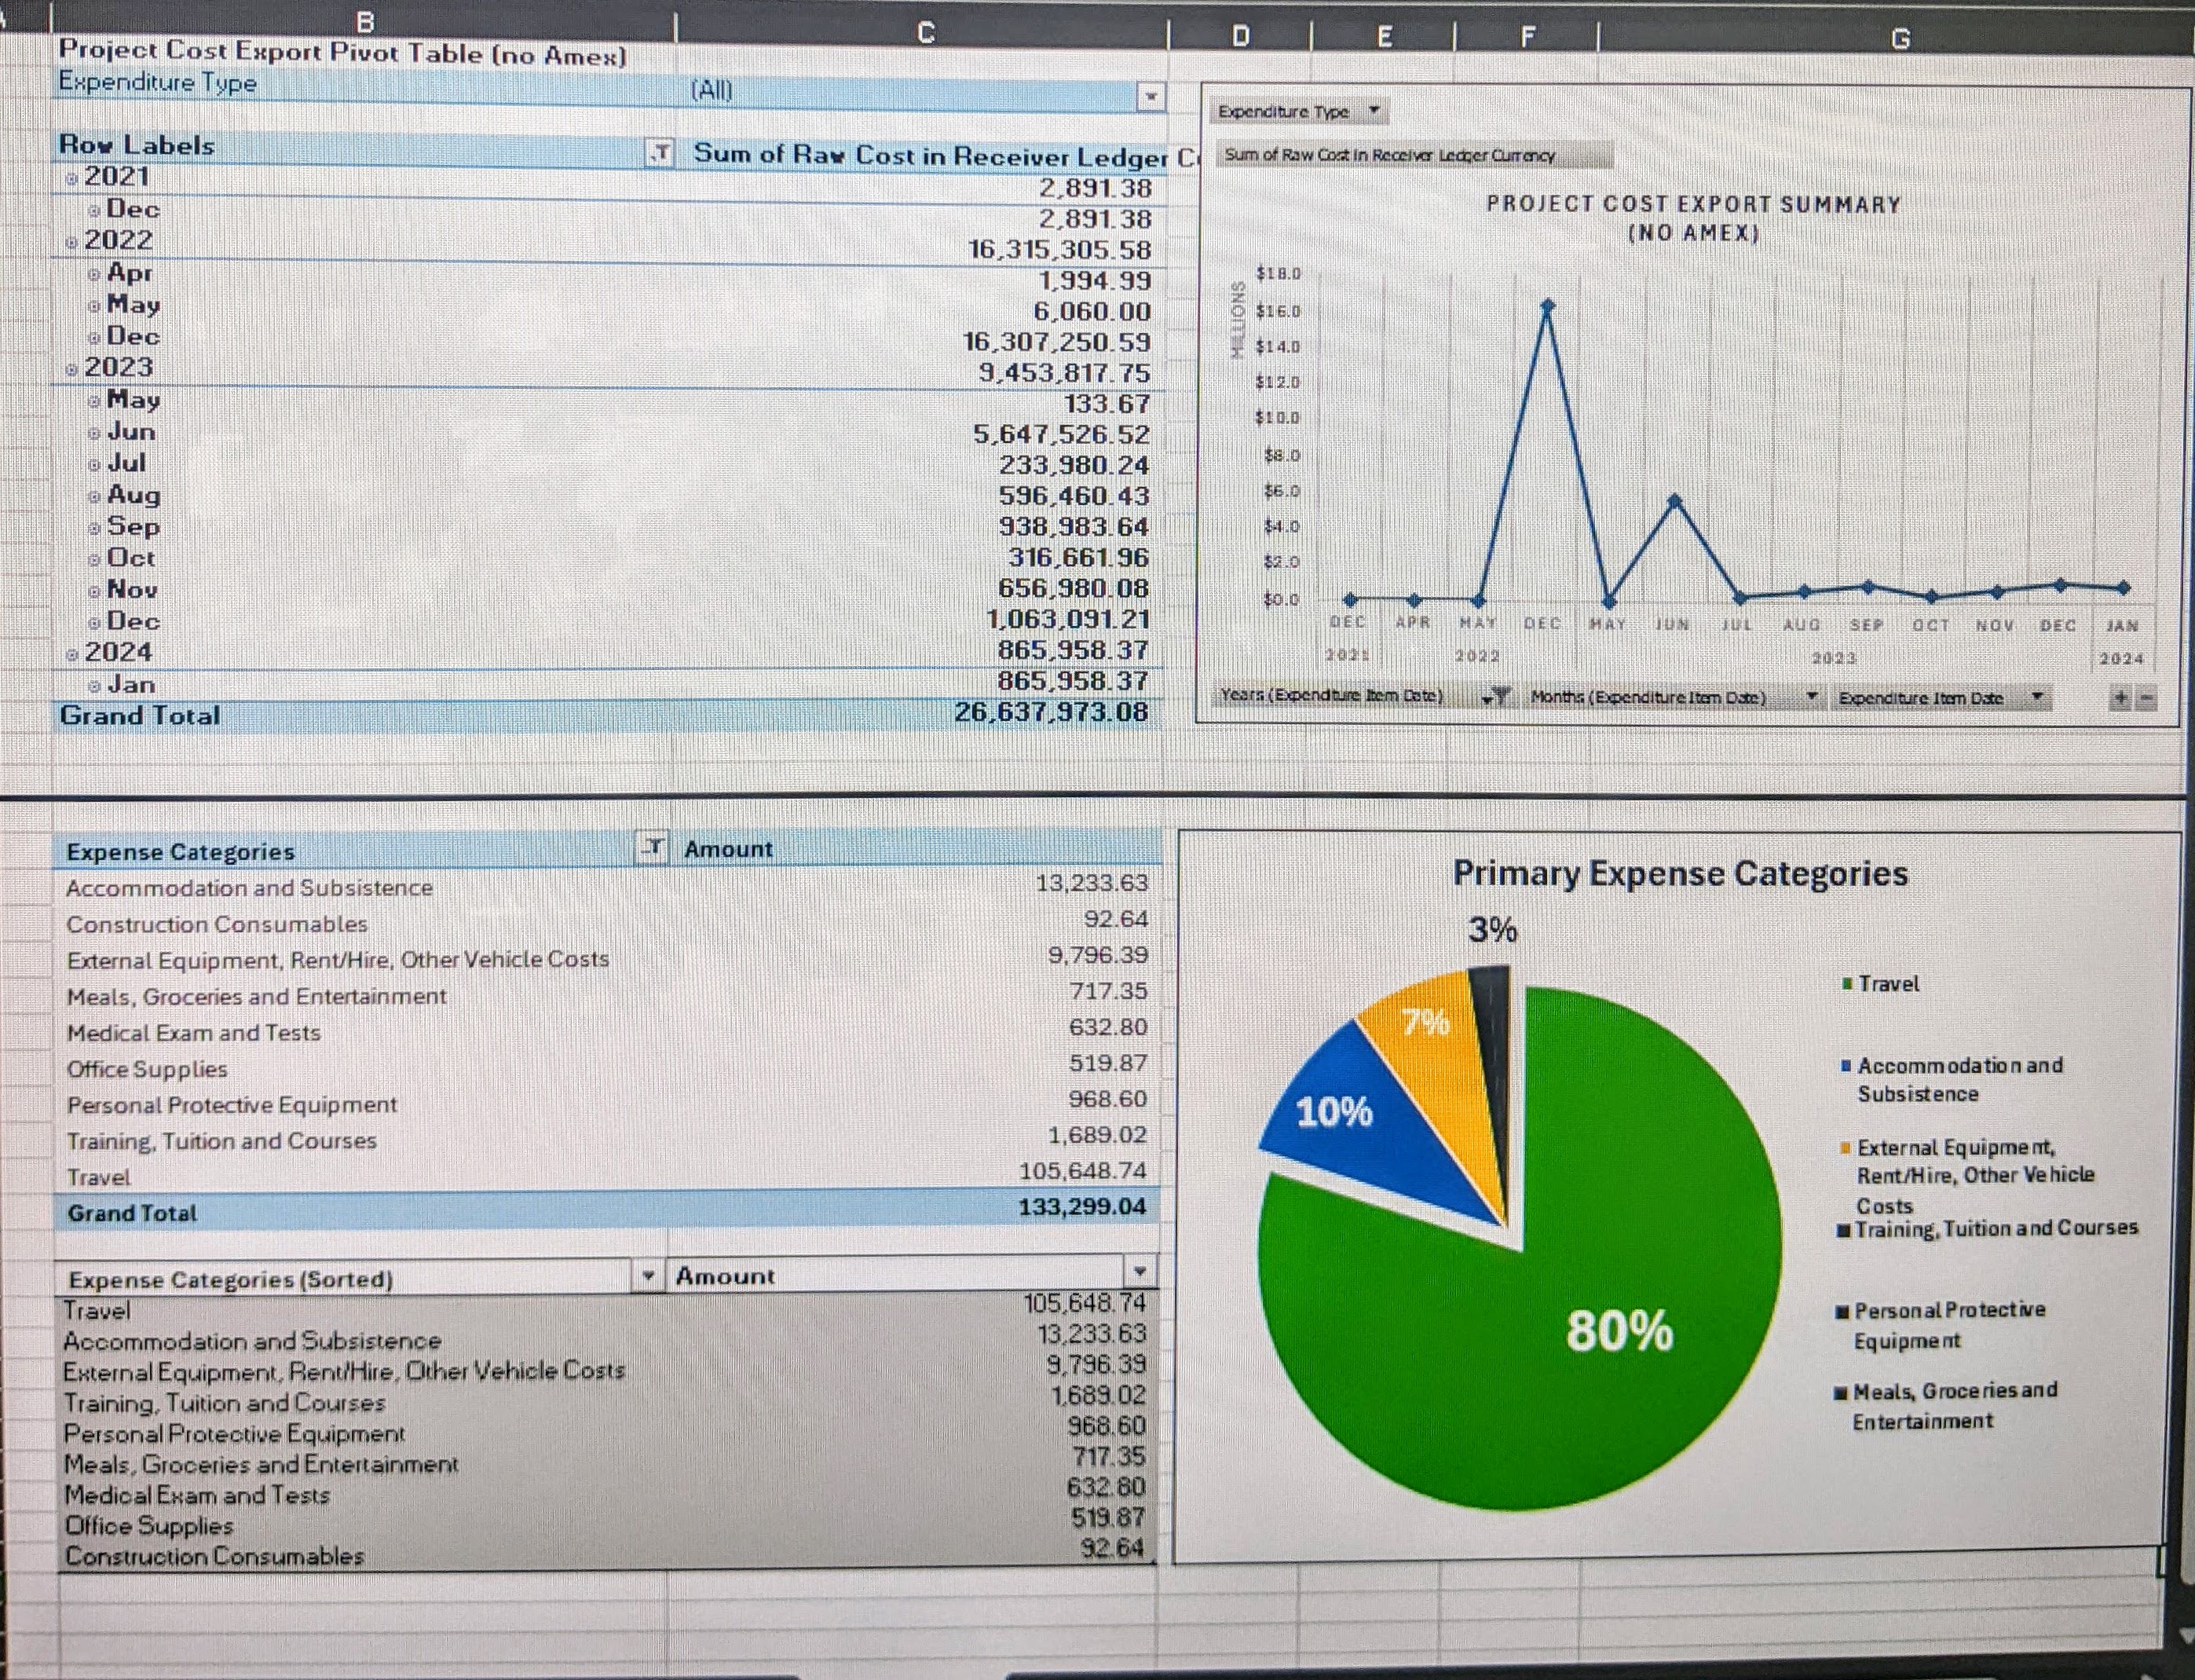 B C D E F G
Project Cost Export Pivot Table (no Amex)
Expenditure Type (All)
Row Labels Sum of Raw Cost in Receiver Ledger C
2021 2,891.38
Dec 2,891.38
2022 16,315,305.58
Apr 1,994.99
May 6,060.00
Dec 16,307,250.59
2023 9,453,817.75
May 133.67
Jun 5,647,526.52
Jul 233,980.24
Aug 596,460.43
Sep 938,983.64
Oct 316,661.96
Nov 656,980.08
Dec 1,063,091.21
2024 865,958.37
Jan 865,958.37
Grand Total 26,637,973.08
Expenditure Type
Sum of Raw Cost in Receiver Ledger Currency
PROJECT COST EXPORT SUMMARY
(NO AMEX)
MILLIONS
$18.0
$16.0
$14.0
$12.0
$10.0
$8.0
$6.0
$4.0
$2.0
$0.0
DEC APR MAY DEC MAY JUN JUL AUG SEP OCT NOV DEC JAN
2021 2022 2023 2024
Years (Expenditure Item Date) Months (Expenditure Item Date) Expenditure Item Date + −
Expense Categories Amount
Accommodation and Subsistence 13,233.63
Construction Consumables 92.64
External Equipment, Rent/Hire, Other Vehicle Costs 9,796.39
Meals, Groceries and Entertainment 717.35
Medical Exam and Tests 632.80
Office Supplies 519.87
Personal Protective Equipment 968.60
Training, Tuition and Courses 1,689.02
Travel 105,648.74
Grand Total 133,299.04
Expense Categories (Sorted) Amount
Travel 105,648.74
Accommodation and Subsistence 13,233.63
External Equipment, Rent/Hire, Other Vehicle Costs 9,796.39
Training, Tuition and Courses 1,689.02
Personal Protective Equipment 968.60
Meals, Groceries and Entertainment 717.35
Medical Exam and Tests 632.80
Office Supplies 519.87
Construction Consumables 92.64
Primary Expense Categories
3%
7%
10%
80%
Travel
Accommodation and
Subsistence
External Equipment,
Rent/Hire, Other Vehicle
Costs
Training, Tuition and Courses
Personal Protective
Equipment
Meals, Groceries and
Entertainment